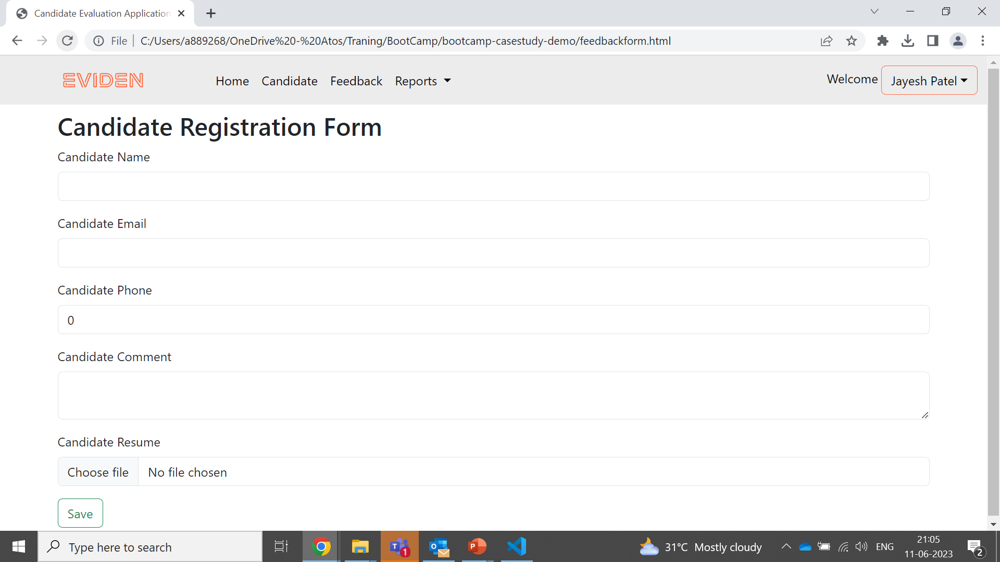 Candidate Evaluation Application
File C:/Users/a889268/OneDrive%20-%20Atos/Traning/BootCamp/bootcamp-casestudy-demo/feedbackform.html
EVIDEN Home Candidate Feedback Reports Welcome Jayesh Patel
Candidate Registration Form
Candidate Name
Candidate Email
Candidate Phone
0
Candidate Comment
Candidate Resume
Choose file No file chosen
Save
Type here to search
T 1
O
P
31°C Mostly cloudy
ENG
21:05
11-06-2023
2